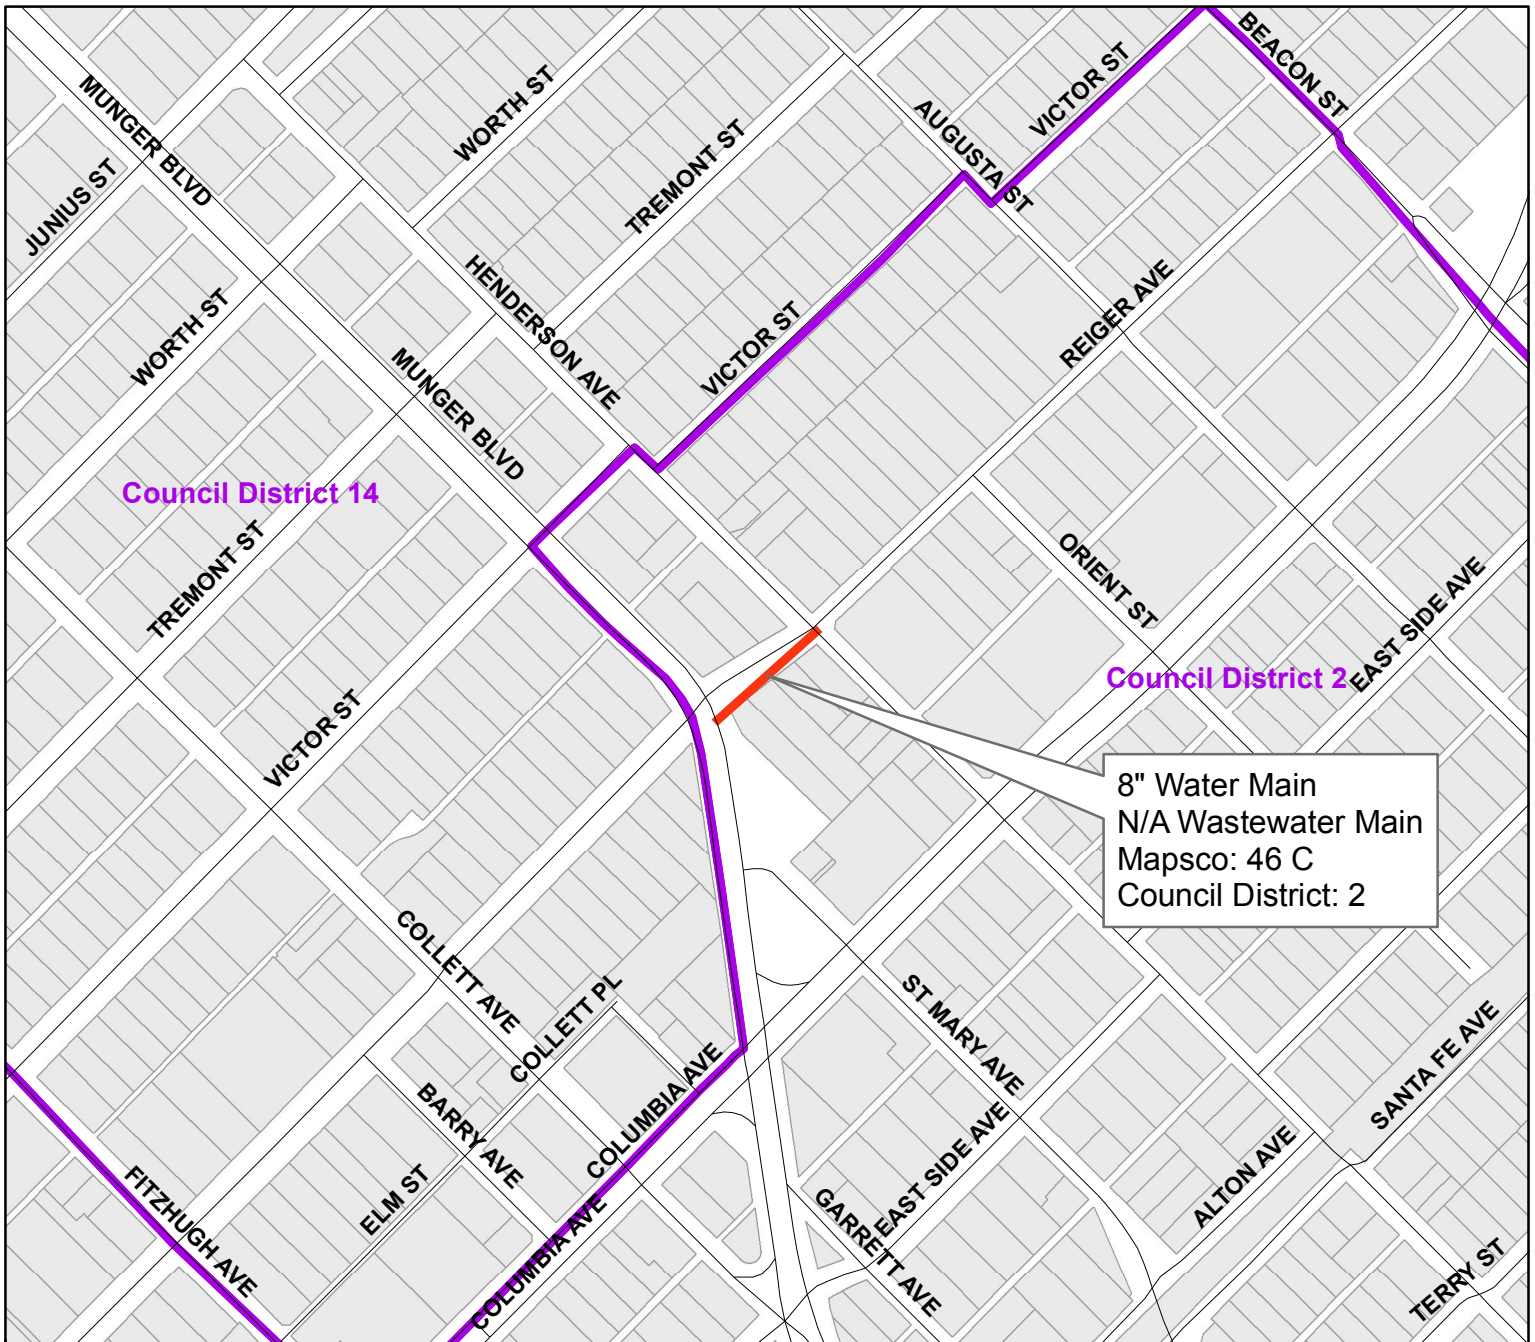 BEACON ST
VICTOR ST
WORTH ST
MUNGER BLVD
AUGUSTA ST
TREMONT ST
JUNIUS ST
HENDERSON AVE
REIGER AVE
WORTH ST
VICTOR ST
MUNGER BLVD
Council District 14
TREMONT ST
ORIENT ST
EAST SIDE AVE
Council District 2
VICTOR ST
8" Water Main
N/A Wastewater Main
Mapsco: 46 C
Council District: 2
COLLETT AVE
COLLETT PL
ST MARY AVE
SANTA FE AVE
COLUMBIA AVE
BARRY AVE
EAST SIDE AVE
ALTON AVE
ELM ST
FITZHUGH AVE
COLUMBIA AVE
GARRETT AVE
TERRY ST